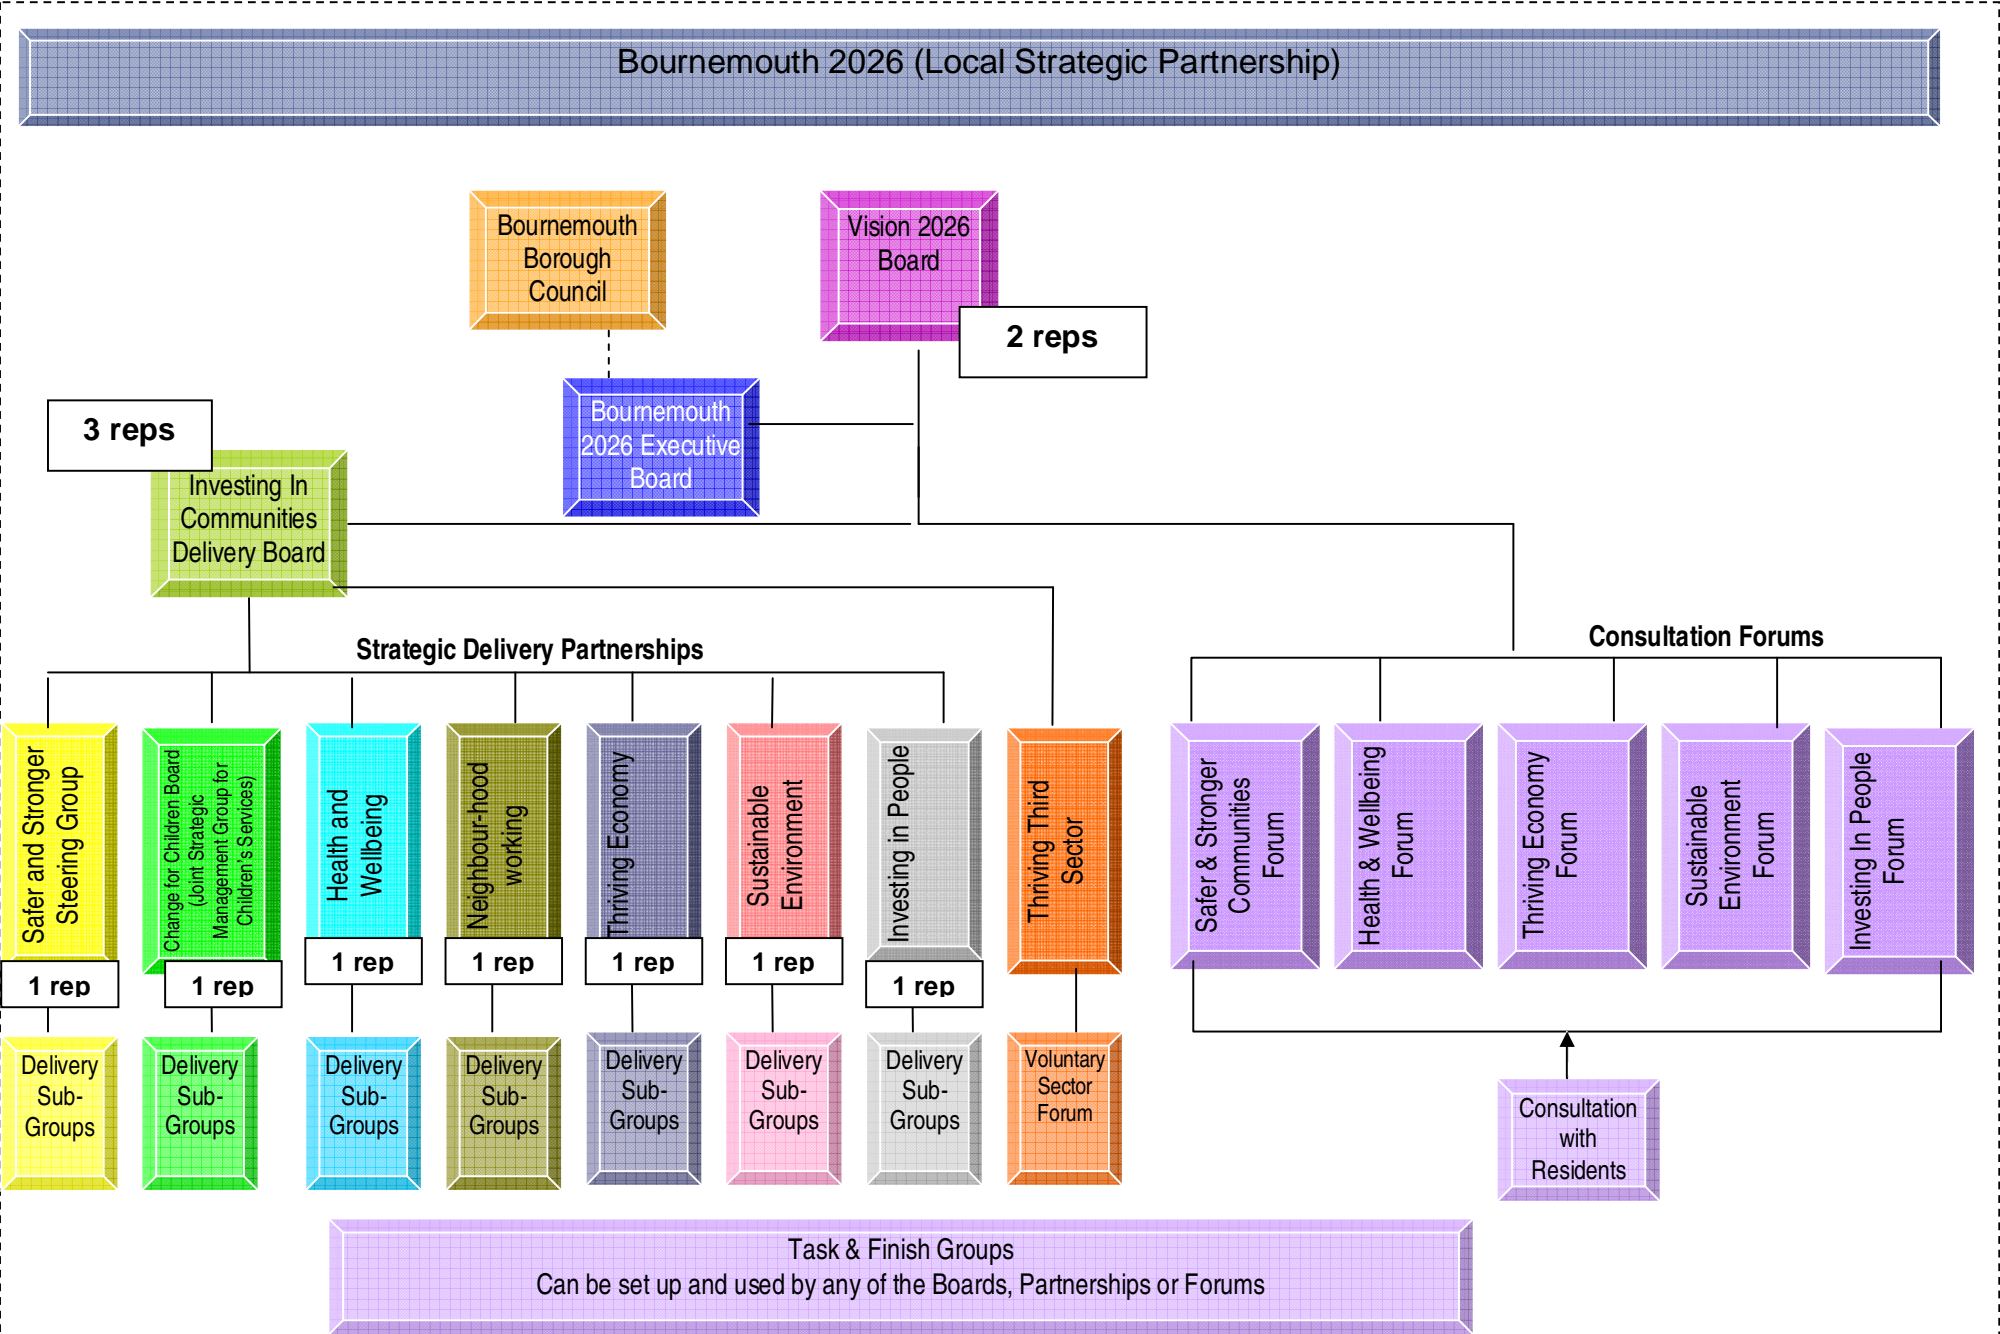 Bournemouth 2026 (Local Strategic Partnership)
Bournemouth
Borough
Council
Vision 2026
Board
2 reps
Bournemouth
2026 Executive
Board
3 reps
Investing In
Communities
Delivery Board
Strategic Delivery Partnerships
Consultation Forums
Safer and Stronger
Steering Group
Change for Children Board
(Joint Strategic
Management Group for
Children's Services)
Health and
Wellbeing
Neighbour-hood
working
Thriving Economy
Sustainable
Environment
Investing in People
Thriving Third
Sector
Safer & Stronger
Communities
Forum
Health & Wellbeing
Forum
Thriving Economy
Forum
Sustainable
Environment
Forum
Investing In People
Forum
1 rep
1 rep
1 rep
1 rep
1 rep
1 rep
1 rep
Delivery
Sub-
Groups
Delivery
Sub-
Groups
Delivery
Sub-
Groups
Delivery
Sub-
Groups
Delivery
Sub-
Groups
Delivery
Sub-
Groups
Delivery
Sub-
Groups
Voluntary
Sector
Forum
Consultation
with
Residents
Task & Finish Groups
Can be set up and used by any of the Boards, Partnerships or Forums